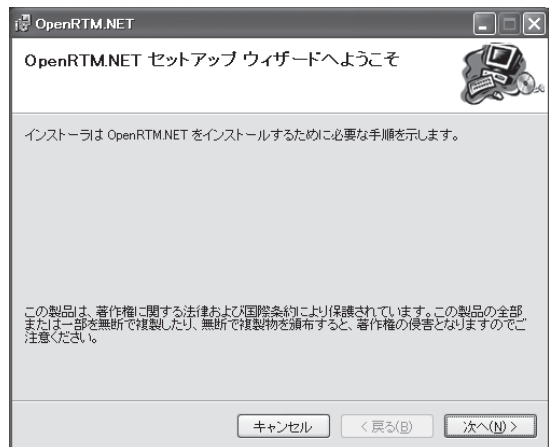 OpenRTM.NET
OpenRTM.NET セットアップ ウィザードへようこそ
インストーラは OpenRTM.NET をインストールするために必要な手順を示します。
この製品は、著作権に関する法律および国際条約により保護されています。この製品の全部
または一部を無断で複製したり、無断で複製物を頒布すると、著作権の侵害となりますのでご
注意ください。
キャンセル
< 戻る(B)
次へ(N) >